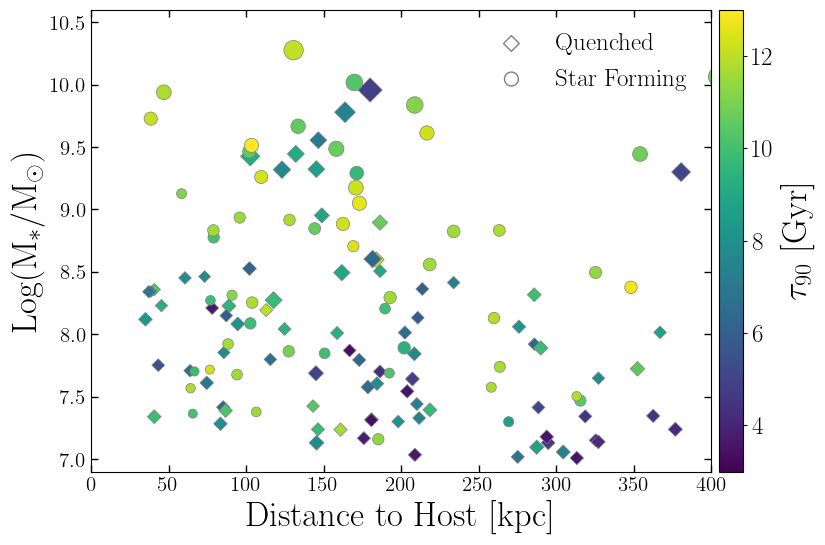 Quenched
Star Forming
10.5
10.0
9.5
9.0
8.5
8.0
7.5
7.0
Log(M*/M⊙)
0 50 100 150 200 250 300 350 400
Distance to Host [kpc]
12
10
8
6
4
τ90 [Gyr]